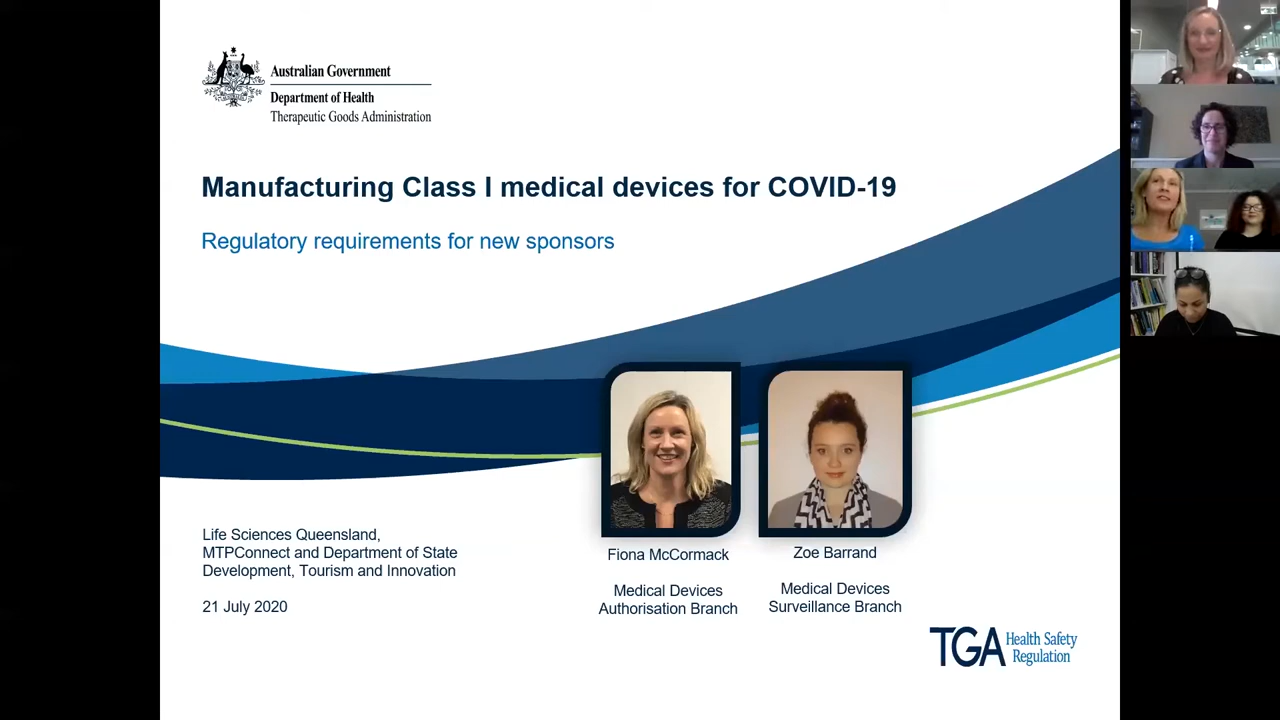 Australian Government
Department of Health
Therapeutic Goods Administration
Manufacturing Class I medical devices for COVID-19
Regulatory requirements for new sponsors
Life Sciences Queensland,
MTPConnect and Department of State
Development, Tourism and Innovation
21 July 2020
Fiona McCormack
Medical Devices
Authorisation Branch
Zoe Barrand
Medical Devices
Surveillance Branch
TGA Health Safety
Regulation